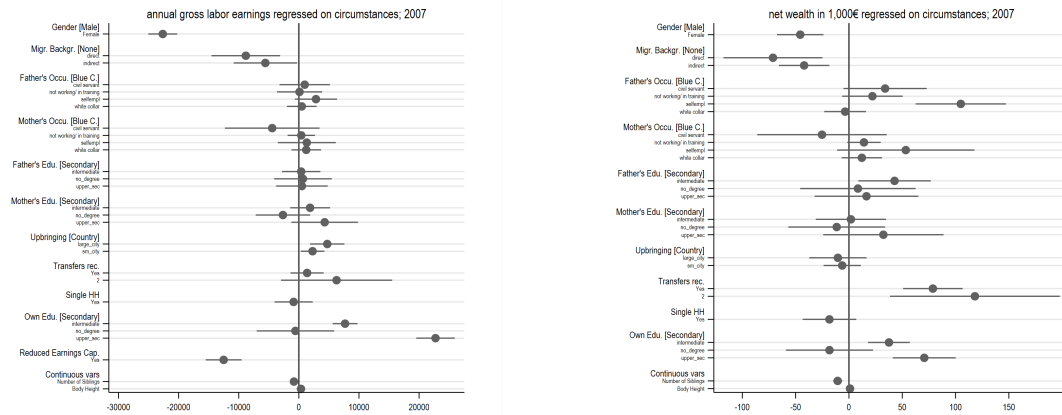 annual gross labor earnings regressed on circumstances; 2007
Gender [Male]
Female
Migr. Backgr. [None]
direct
indirect
Father's Occu. [Blue C.]
civil servant
not working/ in training
selfempl
white collar
Mother's Occu. [Blue C.]
civil servant
not working/ in training
selfempl
white collar
Father's Edu. [Secondary]
intermediate
no_degree
upper_sec
Mother's Edu. [Secondary]
intermediate
no_degree
upper_sec
Upbringing [Country]
large_city
sm_city
Transfers rec.
Yes
2
Single HH
Yes
Own Edu. [Secondary]
intermediate
no_degree
upper_sec
Reduced Earnings Cap.
Yes
Continuous vars
Number of Siblings
Body Height
-30000 -20000 -10000 0 10000 20000
net wealth in 1,000€ regressed on circumstances; 2007
Gender [Male]
Female
Migr. Backgr. [None]
direct
indirect
Father's Occu. [Blue C.]
civil servant
not working/ in training
selfempl
white collar
Mother's Occu. [Blue C.]
civil servant
not working/ in training
selfempl
white collar
Father's Edu. [Secondary]
intermediate
no_degree
upper_sec
Mother's Edu. [Secondary]
intermediate
no_degree
upper_sec
Upbringing [Country]
large_city
sm_city
Transfers rec.
Yes
2
Single HH
Yes
Own Edu. [Secondary]
intermediate
no_degree
upper_sec
Continuous vars
Number of Siblings
Body Height
-100 -50 0 50 100 150